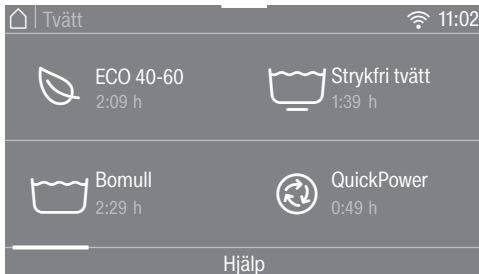 Tvätt 11:02
ECO 40-60 Strykfri tvätt
2:09 h 1:39 h
Bomull QuickPower
2:29 h 0:49 h
Hjälp